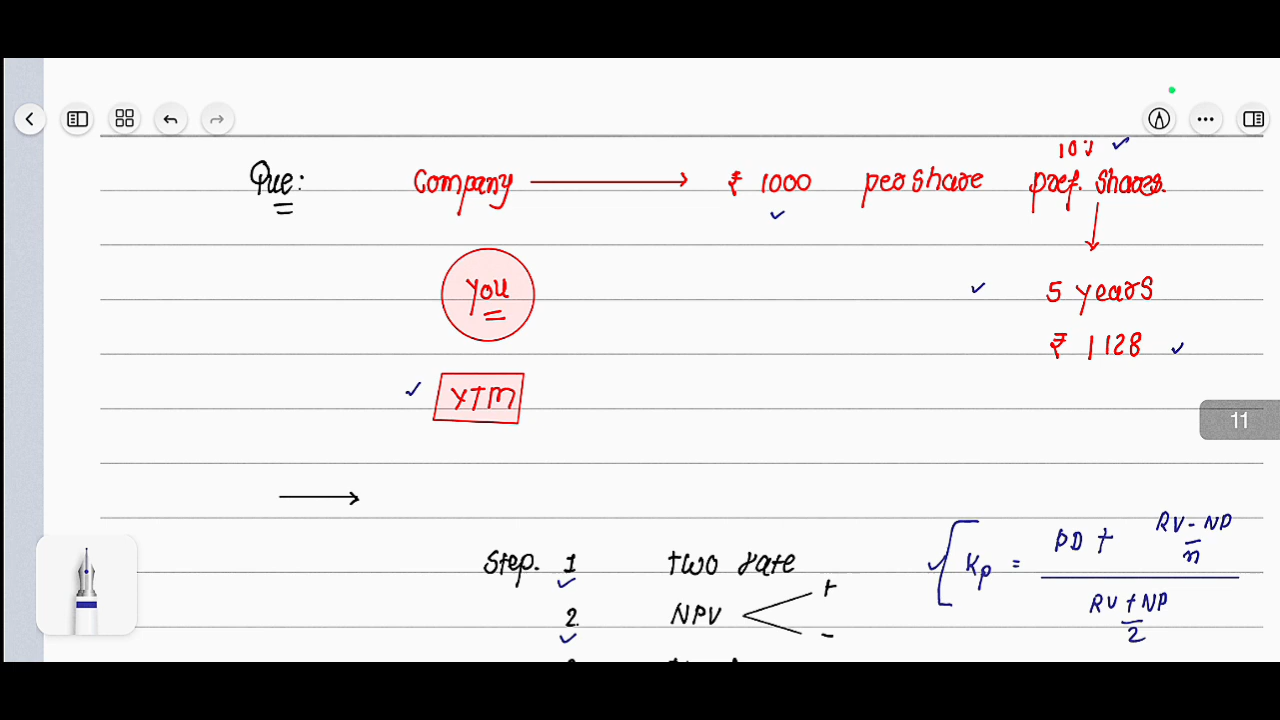 10%
Que: Company → ₹ 1000 per share pref. shares.
You
5 years
₹ 1128
YTM
11
Step. 1 two rate
Kp = PD + RV - NP / n
RV + NP / 2
2 NPV + -